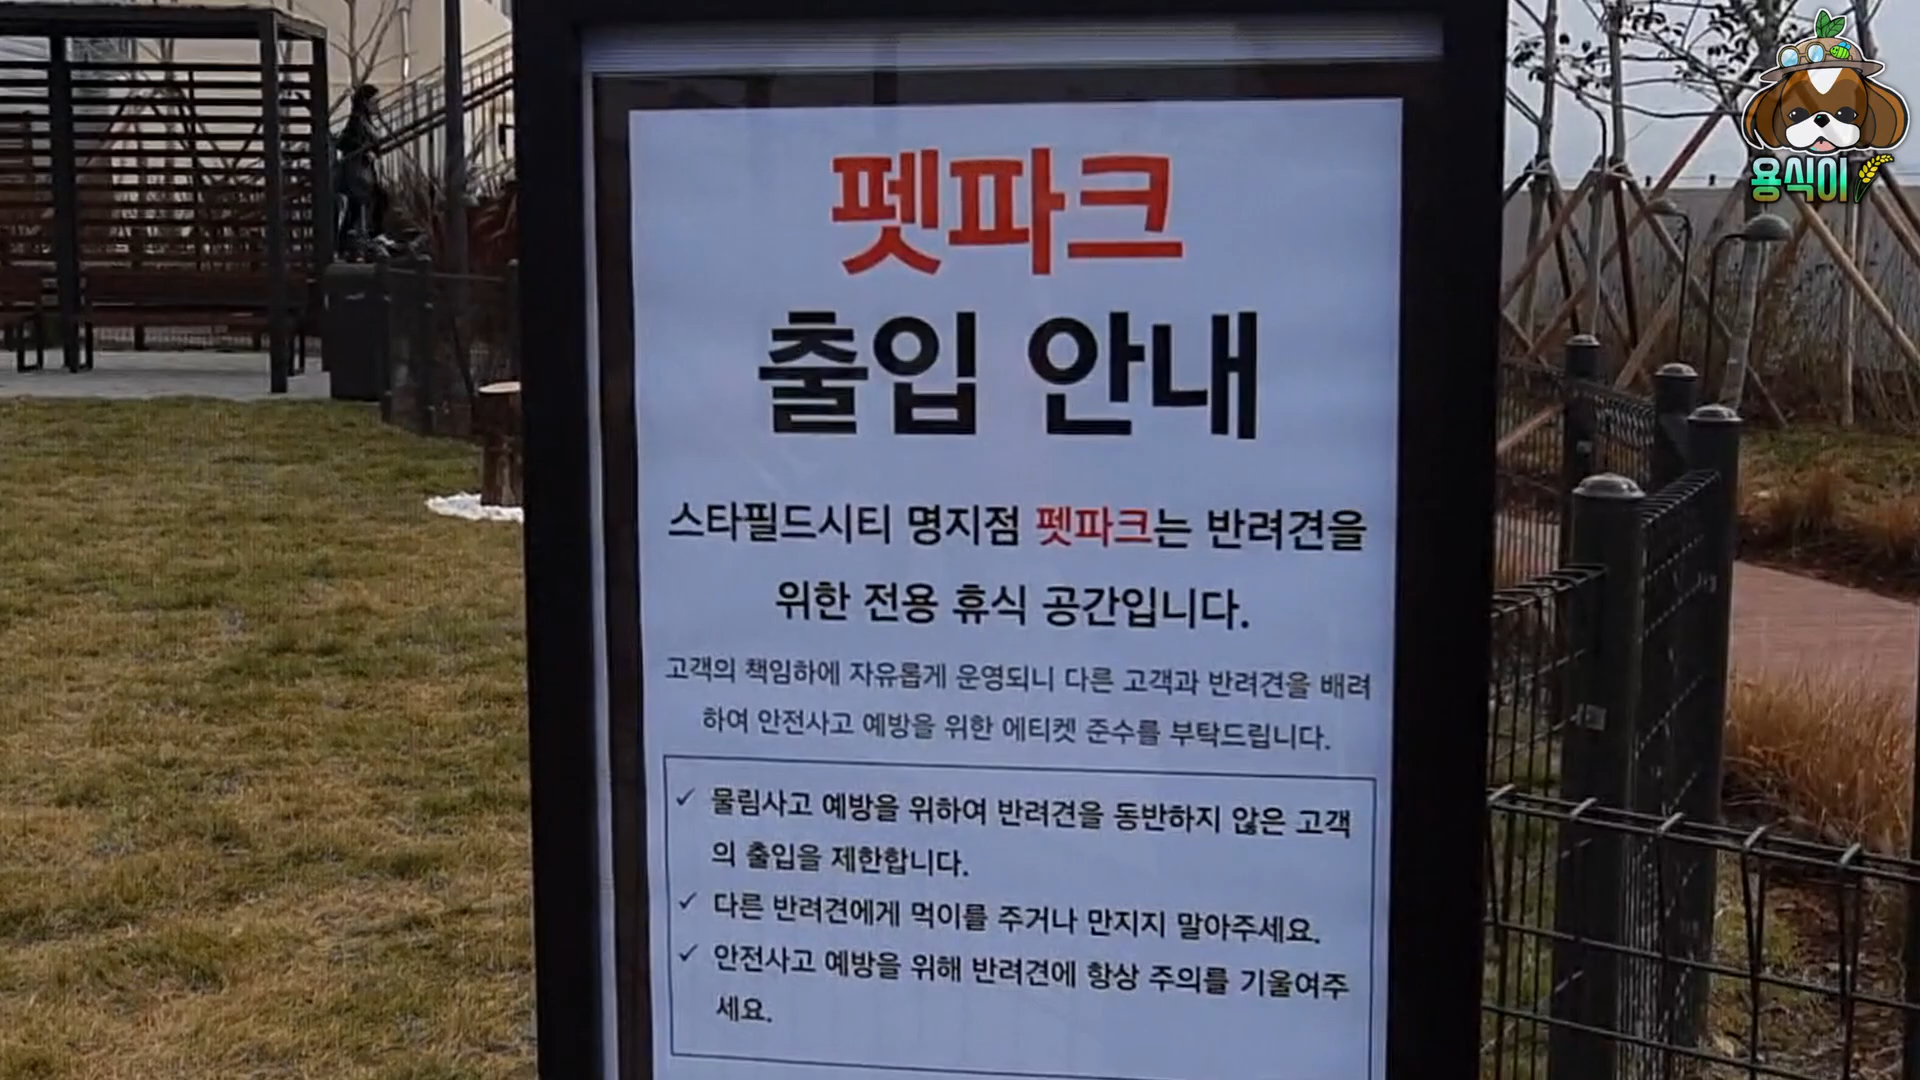 펫파크
출입 안내
스타필드시티 명지점 펫파크는 반려견을
위한 전용 휴식 공간입니다.
고객의 책임하에 자유롭게 운영되니 다른 고객과 반려견을 배려
하여 안전사고 예방을 위한 에티켓 준수를 부탁드립니다.
✓ 물림사고 예방을 위하여 반려견을 동반하지 않은 고객
의 출입을 제한합니다.
✓ 다른 반려견에게 먹이를 주거나 만지지 말아주세요.
✓ 안전사고 예방을 위해 반려견에 항상 주의를 기울여주
세요.
용식이